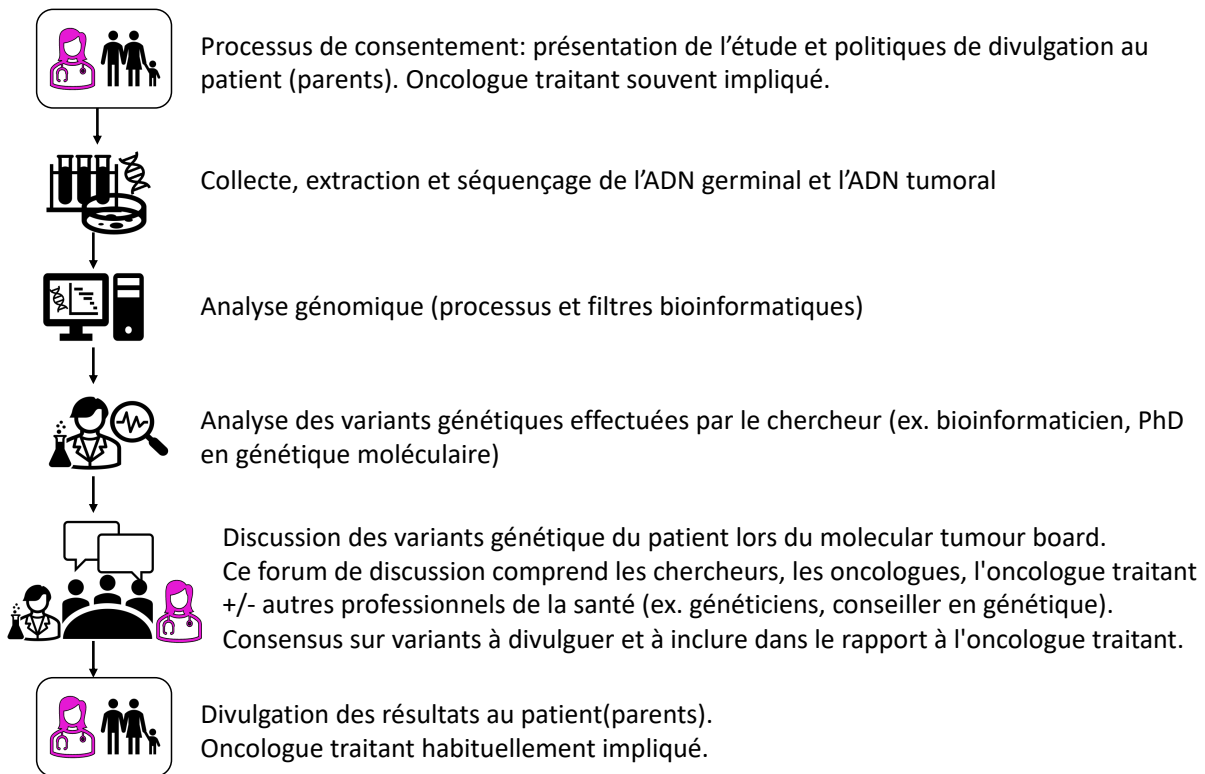 Processus de consentement: présentation de l'étude et politiques de divulgation au
patient (parents). Oncologue traitant souvent impliqué.
Collecte, extraction et séquençage de l'ADN germinal et l'ADN tumoral
Analyse génomique (processus et filtres bioinformatiques)
Analyse des variants génétiques effectuées par le chercheur (ex. bioinformaticien, PhD
en génétique moléculaire)
Discussion des variants génétique du patient lors du molecular tumour board.
Ce forum de discussion comprend les chercheurs, les oncologues, l'oncologue traitant
+/- autres professionnels de la santé (ex. généticiens, conseiller en génétique).
Consensus sur variants à divulguer et à inclure dans le rapport à l'oncologue traitant.
Divulgation des résultats au patient(parents).
Oncologue traitant habituellement impliqué.